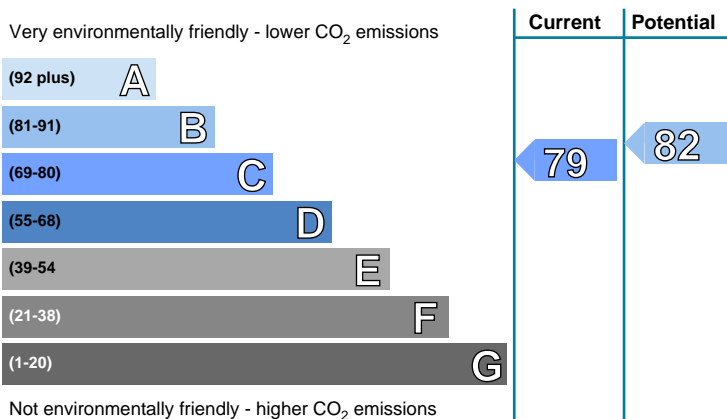 Current Potential
Very environmentally friendly - lower CO2 emissions
(92 plus) A
(81-91) B
(69-80) C
(55-68) D
(39-54 E
(21-38) F
(1-20) G
79
82
Not environmentally friendly - higher CO2 emissions